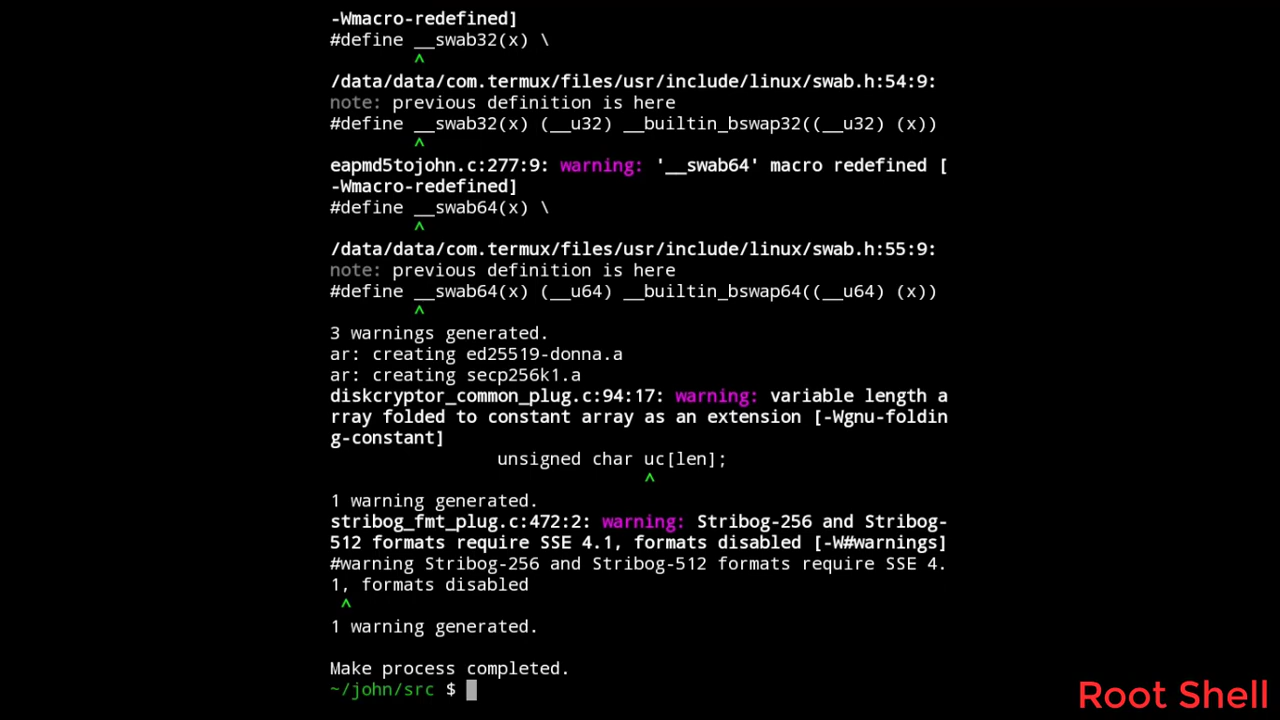 -Wmacro-redefined]
#define __swab32(x) \
^
/data/data/com.termux/files/usr/include/linux/swab.h:54:9:
note: previous definition is here
#define __swab32(x) (__u32) __builtin_bswap32((__u32) (x))
^
eapmd5tojohn.c:277:9: warning: '__swab64' macro redefined [
-Wmacro-redefined]
#define __swab64(x) \
^
/data/data/com.termux/files/usr/include/linux/swab.h:55:9:
note: previous definition is here
#define __swab64(x) (__u64) __builtin_bswap64((__u64) (x))
^
3 warnings generated.
ar: creating ed25519-donna.a
ar: creating secp256k1.a
diskcryptor_common_plug.c:94:17: warning: variable length a
rray folded to constant array as an extension [-Wgnu-foldin
g-constant]
unsigned char uc[len];
^
1 warning generated.
stribog_fmt_plug.c:472:2: warning: Stribog-256 and Stribog-
512 formats require SSE 4.1, formats disabled [-W#warnings]
#warning Stribog-256 and Stribog-512 formats require SSE 4.
1, formats disabled
^
1 warning generated.
Make process completed.
~/john/src $
Root Shell